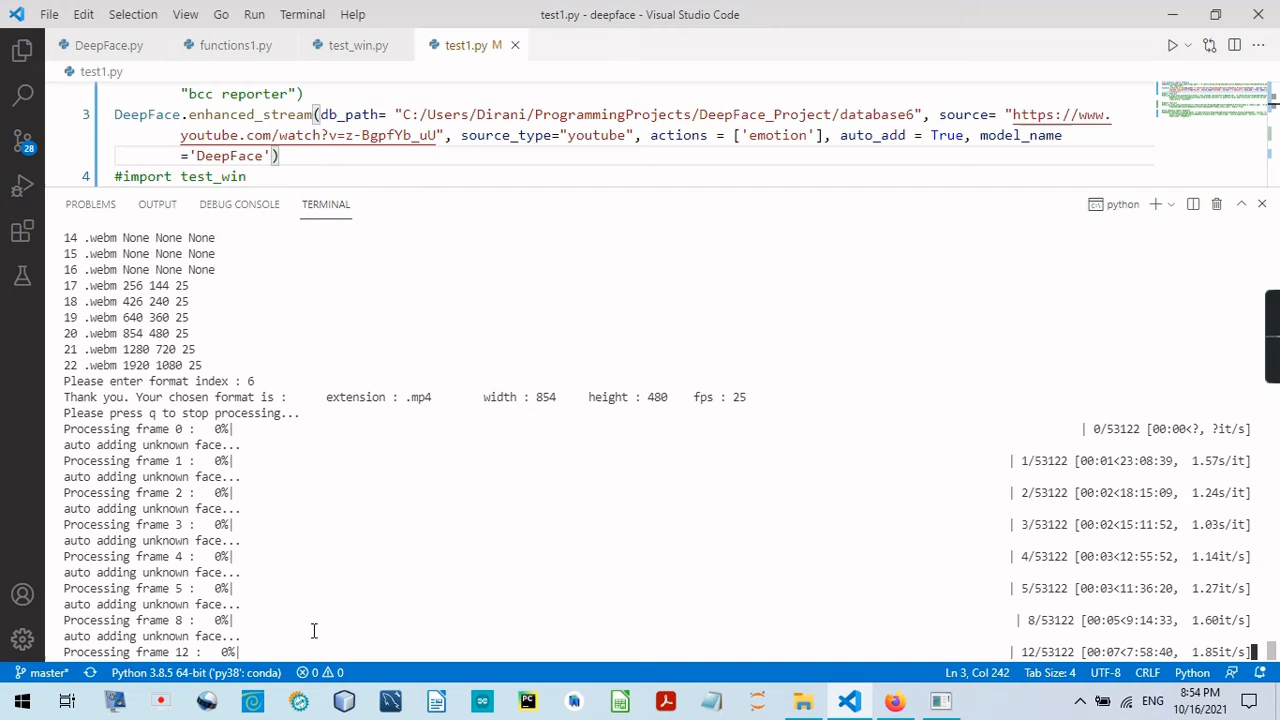 File Edit Selection View Go Run Terminal Help test1.py - deepface - Visual Studio Code
DeepFace.py functions1.py test_win.py test1.py M
test1.py
"bcc reporter")
3 DeepFace.enhanced_stream(db_path= "C:/Users/shamani/ProgrammingProjects/DeepFace_Project/database6", source= "https://www.
youtube.com/watch?v=z-BgpfYb_uU", source_type="youtube", actions = ['emotion'], auto_add = True, model_name
='DeepFace')
4 #import test_win
PROBLEMS OUTPUT DEBUG CONSOLE TERMINAL python
14 .webm None None None
15 .webm None None None
16 .webm None None None
17 .webm 256 144 25
18 .webm 426 240 25
19 .webm 640 360 25
20 .webm 854 480 25
21 .webm 1280 720 25
22 .webm 1920 1080 25
Please enter format index : 6
Thank you. Your chosen format is : extension : .mp4 width : 854 height : 480 fps : 25
Please press q to stop processing...
Processing frame 0 : 0%| | 0/53122 [00:00<?, ?it/s]
auto adding unknown face...
Processing frame 1 : 0%| | 1/53122 [00:01<23:08:39, 1.57s/it]
auto adding unknown face...
Processing frame 2 : 0%| | 2/53122 [00:02<18:15:09, 1.24s/it]
auto adding unknown face...
Processing frame 3 : 0%| | 3/53122 [00:02<15:11:52, 1.03s/it]
auto adding unknown face...
Processing frame 4 : 0%| | 4/53122 [00:03<12:55:52, 1.14it/s]
auto adding unknown face...
Processing frame 5 : 0%| | 5/53122 [00:03<11:36:20, 1.27it/s]
auto adding unknown face...
Processing frame 8 : 0%| | 8/53122 [00:05<9:14:33, 1.60it/s]
auto adding unknown face...
Processing frame 12 : 0%| | 12/53122 [00:07<7:58:40, 1.85it/s]
28
master* Python 3.8.5 64-bit ('py38': conda) 0 0 Ln 3, Col 242 Tab Size: 4 UTF-8 CRLF Python
ENG 8:54 PM
10/16/2021